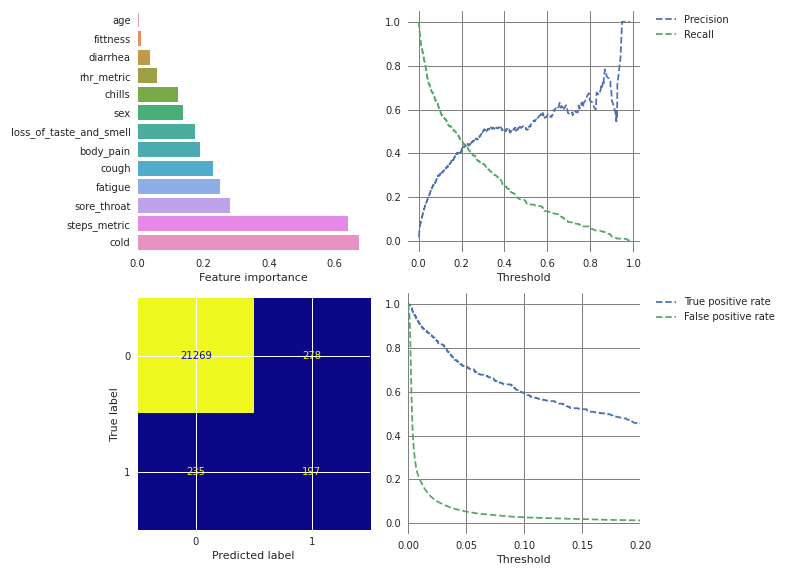 age
fittness
diarrhea
rhr_metric
chills
sex
loss_of_taste_and_smell
body_pain
cough
fatigue
sore_throat
steps_metric
cold
0.0 0.2 0.4 0.6
Feature importance
1.0
0.8
0.6
0.4
0.2
0.0
0.0 0.2 0.4 0.6 0.8 1.0
Threshold
Precision
Recall
True label
0
1
21269 278
235 197
0 1
Predicted label
1.0
0.8
0.6
0.4
0.2
0.0
0.00 0.05 0.10 0.15 0.20
Threshold
True positive rate
False positive rate